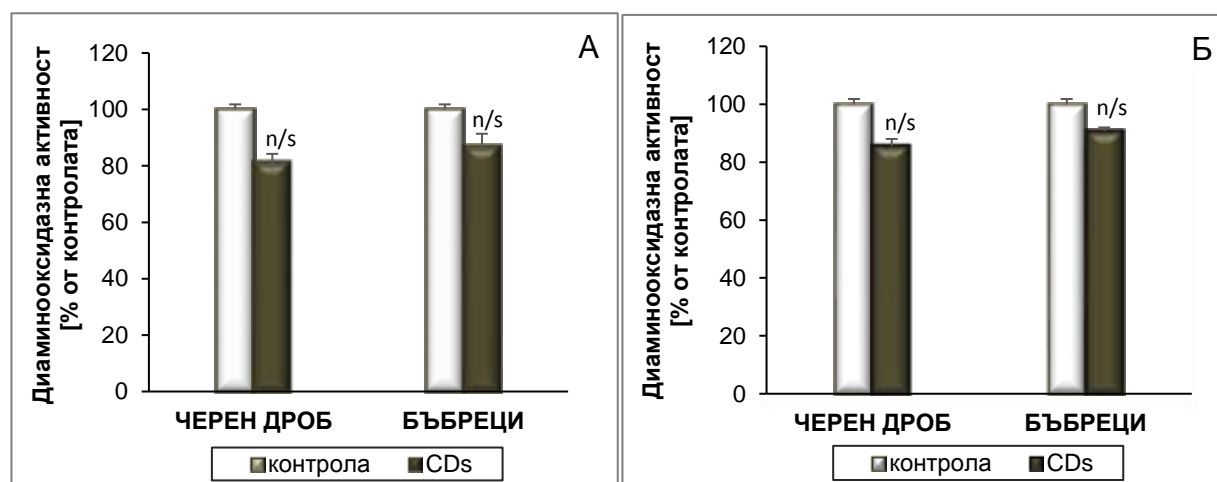 А
Диаминооксидазна активност
[% от контролата]
120
100
80
60
40
20
0
n/s
n/s
ЧЕРЕН ДРОБ
БЪБРЕЦИ
контрола
CDs
Б
Диаминооксидазна активност
[% от контролата]
120
100
80
60
40
20
0
n/s
n/s
ЧЕРЕН ДРОБ
БЪБРЕЦИ
контрола
CDs